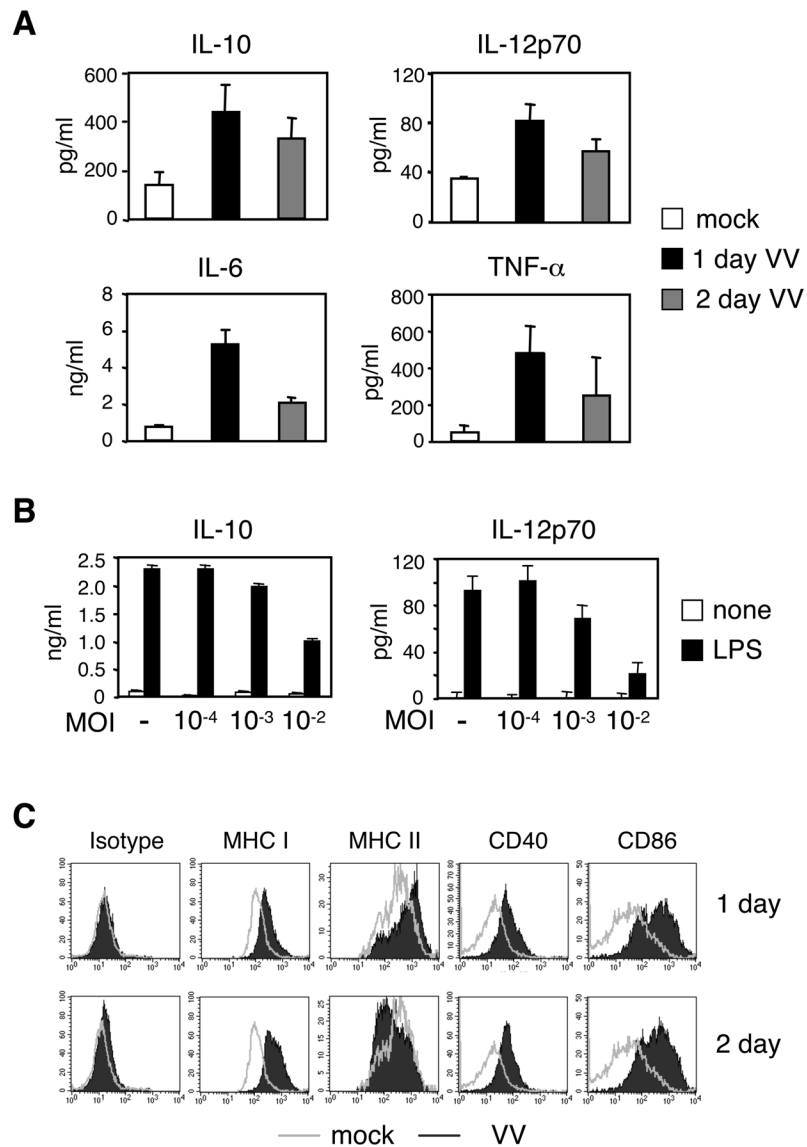 A
IL-10
600
400
200
0
pg/ml
IL-12p70
120
80
40
0
pg/ml
IL-6
8
6
4
2
0
ng/ml
TNF-α
800
600
400
200
0
pg/ml
mock
1 day VV
2 day VV
B
IL-10
2.5
2.0
1.5
1.0
0.5
0
ng/ml
MOI - 10-4 10-3 10-2
IL-12p70
120
80
40
0
pg/ml
MOI - 10-4 10-3 10-2
none
LPS
C
Isotype MHC I MHC II CD40 CD86
1 day
2 day
mock VV